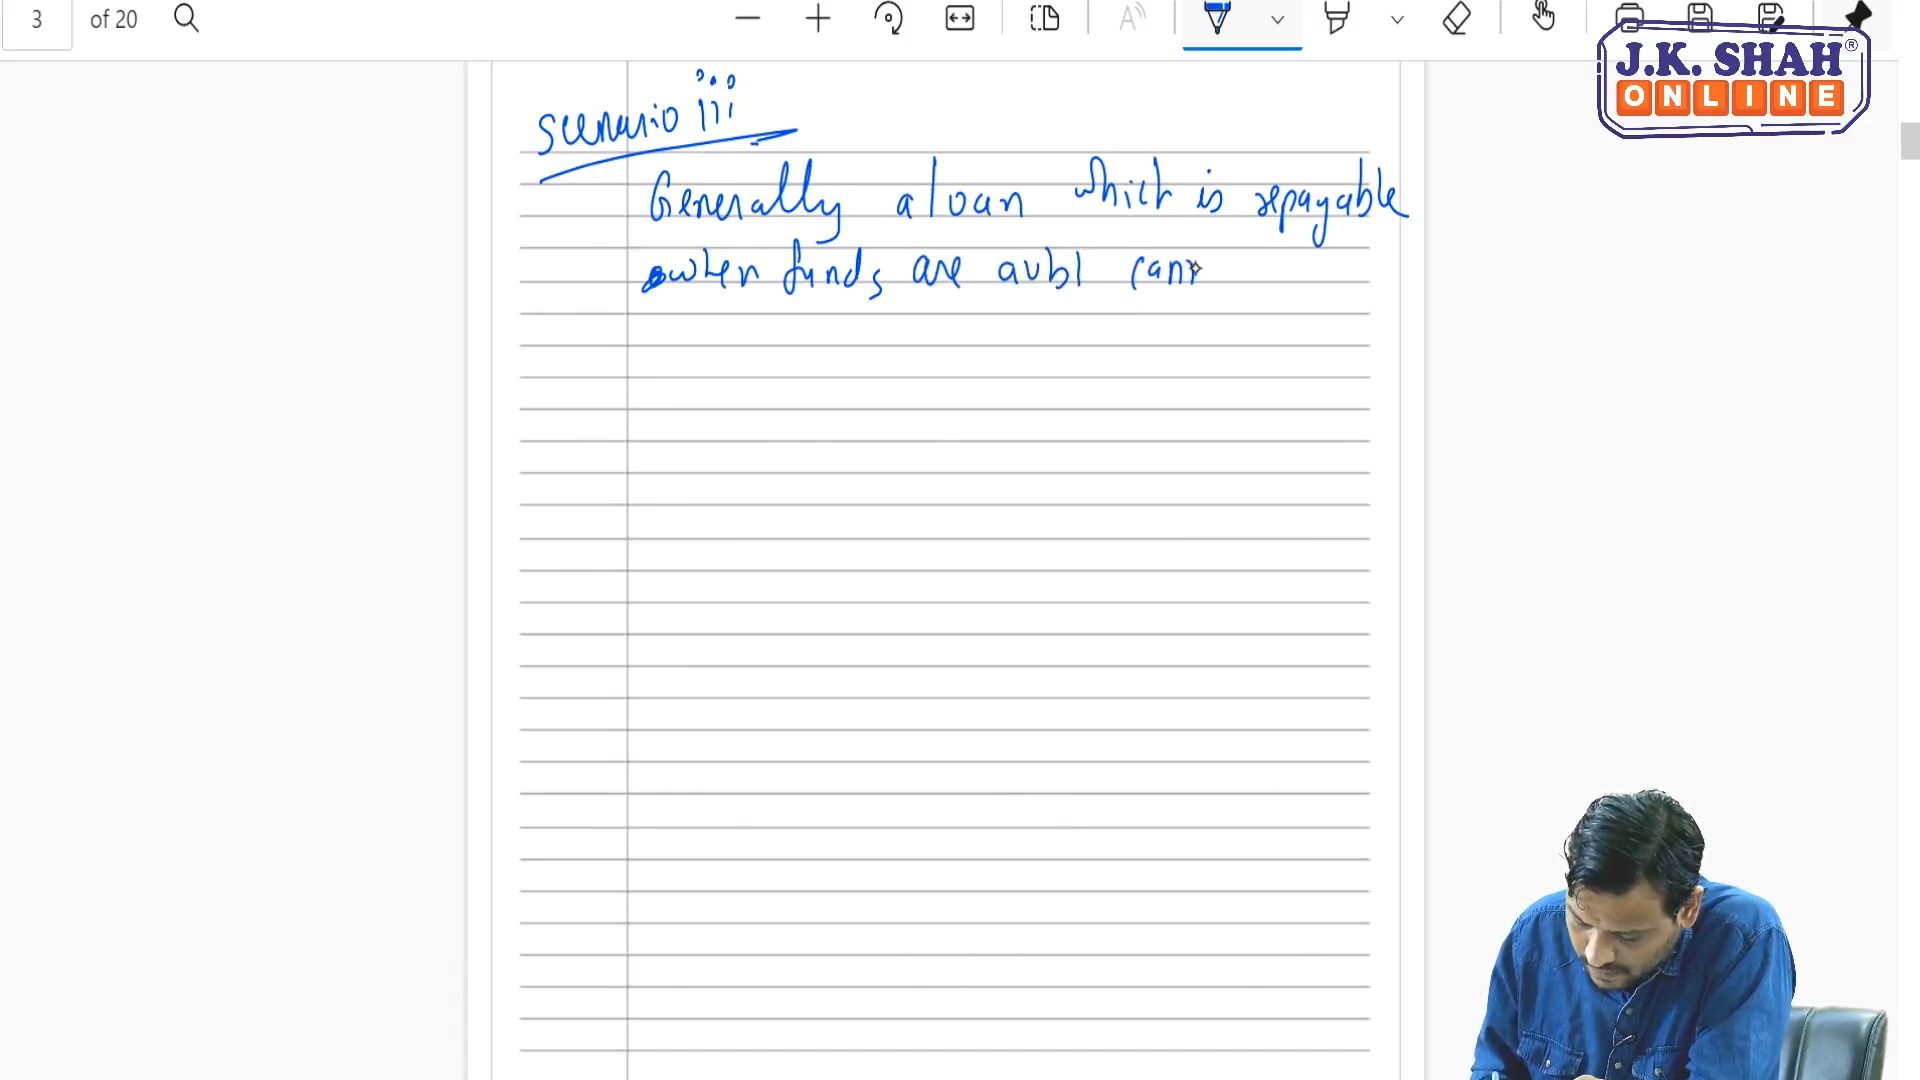 3 of 20
J.K. SHAH®
ONLINE
Scenario iii
Generally a loan which is repayable
when funds are avbl can